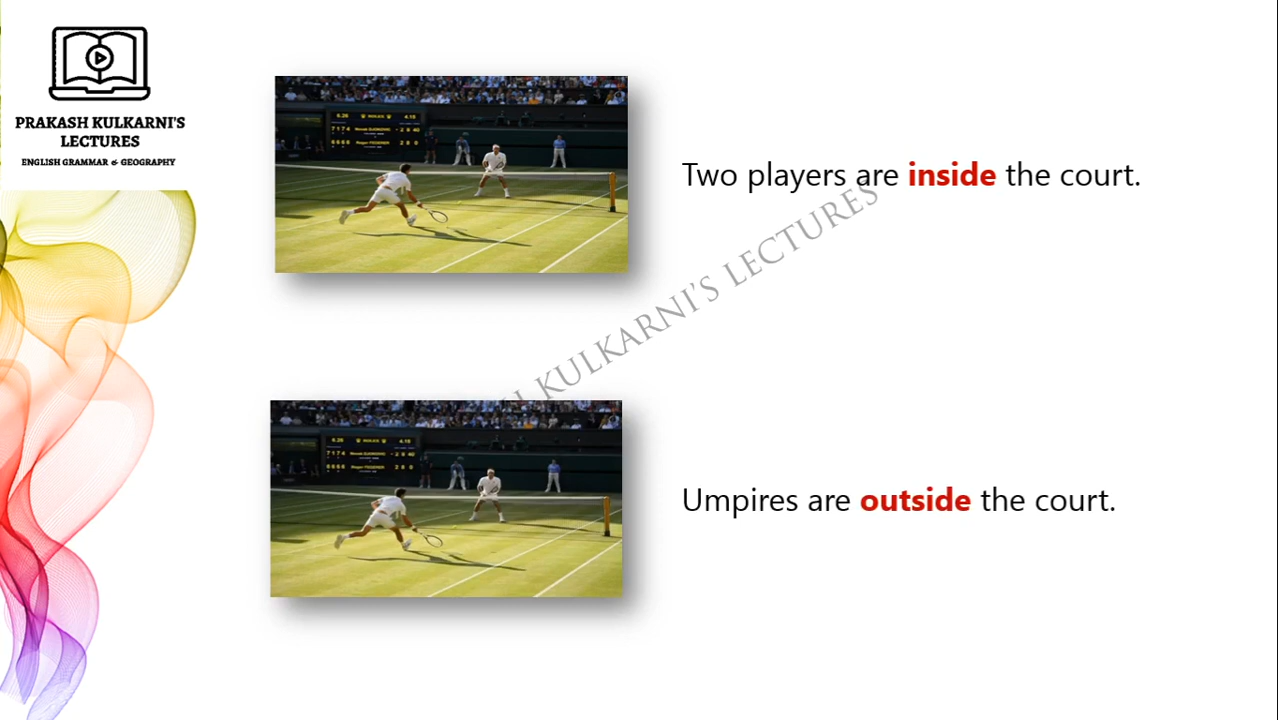 PRAKASH KULKARNI'S
LECTURES
ENGLISH GRAMMAR & GEOGRAPHY
Two players are inside the court.
KULKARNI'S LECTURES
Umpires are outside the court.